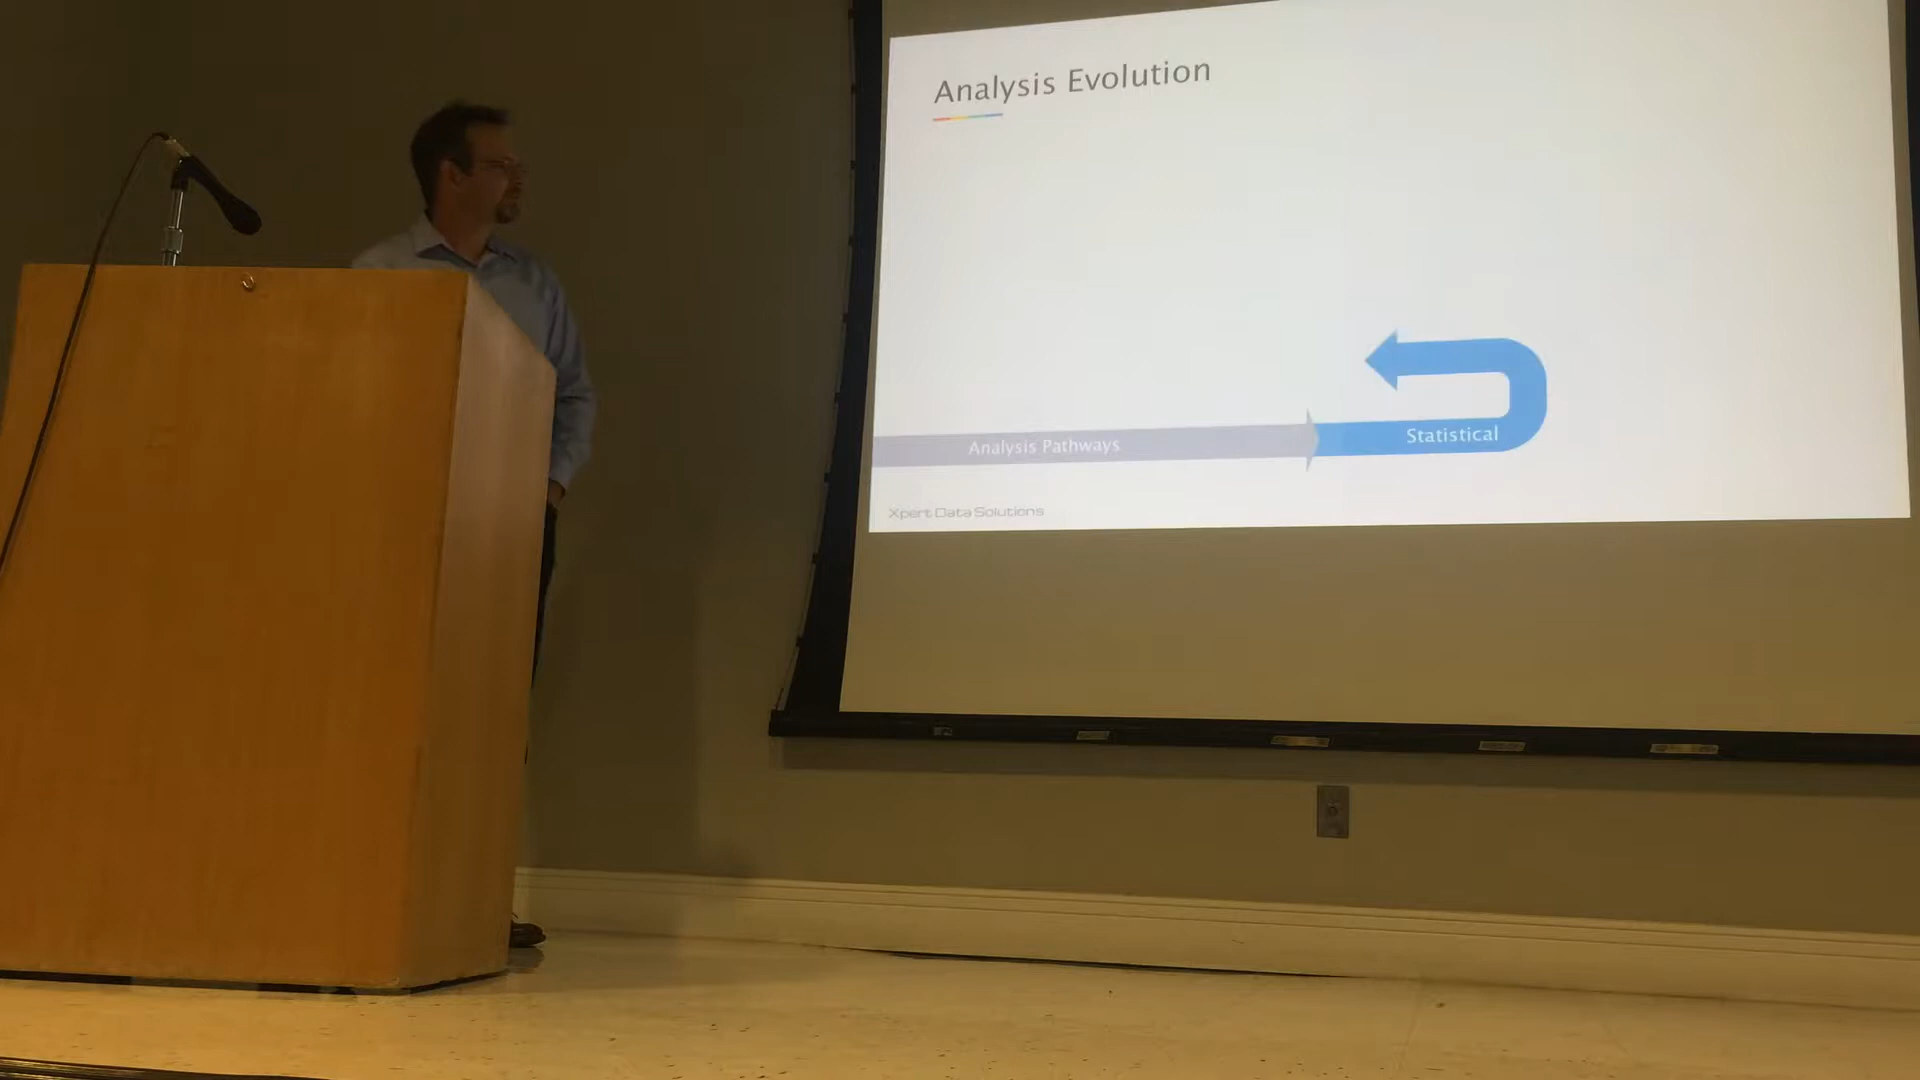 Analysis Evolution
Analysis Pathways
Statistical
Xpert Data Solutions